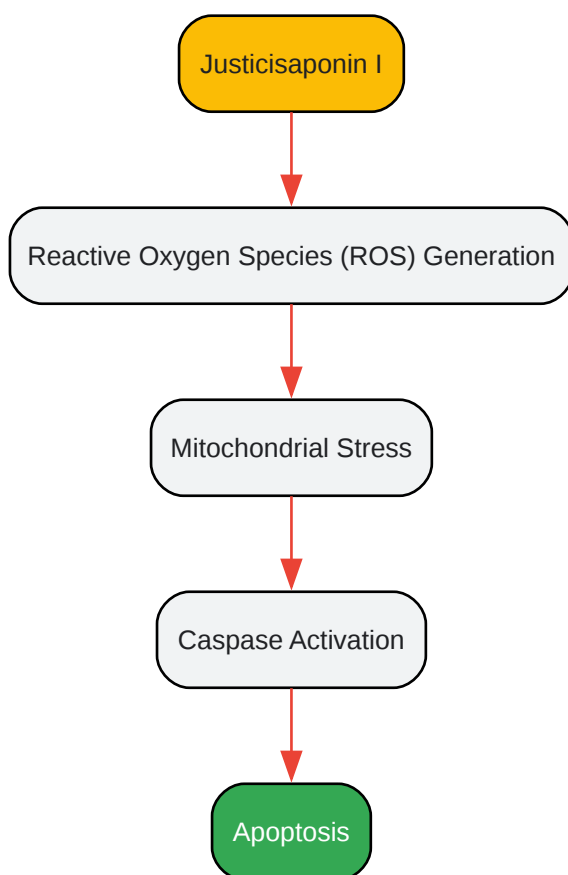 Justicisaponin I
Reactive Oxygen Species (ROS) Generation
Mitochondrial Stress
Caspase Activation
Apoptosis